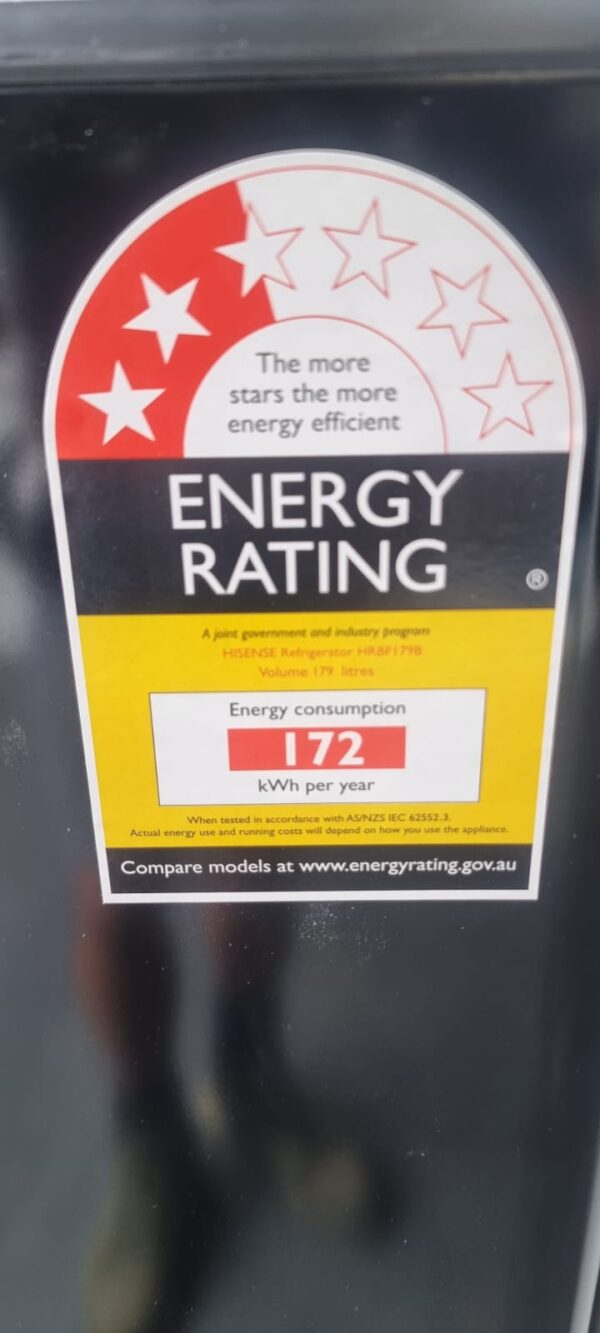 The more
stars the more
energy efficient
ENERGY
RATING
®
A joint government and industry program
HISENSE Refrigerator HRBF179B
Volume 179 litres
Energy consumption
172
kWh per year
When tested in accordance with AS/NZS IEC 62552.3.
Actual energy use and running costs will depend on how you use the appliance.
Compare models at www.energyrating.gov.au